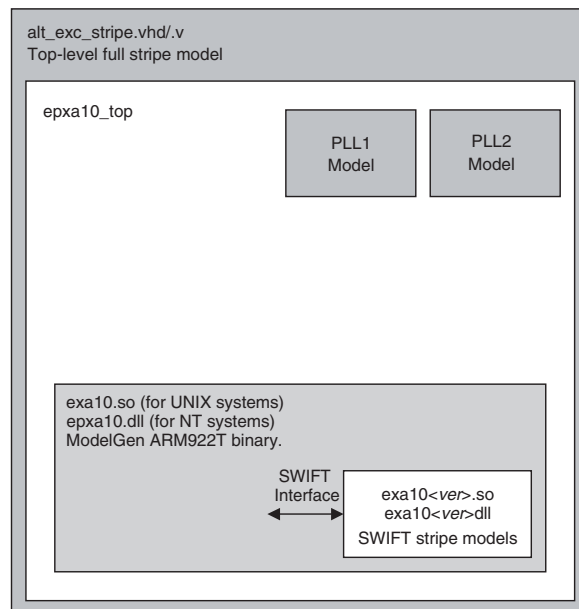 alt_exc_stripe.vhd/.v
Top-level full stripe model
epxa10_top
PLL1
Model
PLL2
Model
exa10.so (for UNIX systems)
epxa10.dll (for NT systems)
ModelGen ARM922T binary.
SWIFT
Interface
exa10<ver>.so
exa10<ver>dll
SWIFT stripe models